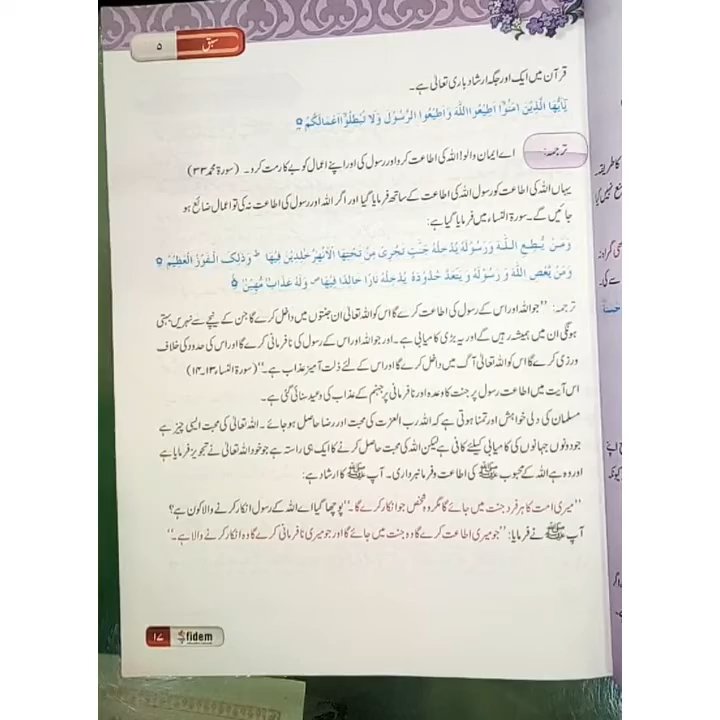 سبق ۵
قرآن میں ایک اور جگہ ارشاد باری تعالیٰ ہے۔
يٰٓاَيُّهَا الَّذِيْنَ اٰمَنُوْٓا اَطِيْعُوا اللّٰهَ وَاَطِيْعُوا الرَّسُوْلَ وَلَا تُبْطِلُوْٓا اَعْمَالَكُمْ
ترجمہ: اے ایمان والو! اللہ کی اطاعت کرو اور رسول کی اور اپنے اعمال کو بے کار مت کرو۔ (سورۃ محمد ۳۳)
یہاں اللہ کی اطاعت کو رسول اللہ کی اطاعت کے ساتھ فرمایا گیا اور اگر اللہ اور رسول کی اطاعت نہ کی تو اعمال ضائع ہو
جائیں گے۔ سورۃ النساء میں فرمایا گیا ہے:
وَمَنْ يُّطِعِ اللّٰهَ وَرَسُوْلَهٗ يُدْخِلْهُ جَنّٰتٍ تَجْرِىْ مِنْ تَحْتِهَا الْاَنْهٰرُ خٰلِدِيْنَ فِيْهَا ؕ وَذٰلِكَ الْفَوْزُ الْعَظِيْمُ
وَمَنْ يَّعْصِ اللّٰهَ وَرَسُوْلَهٗ وَيَتَعَدَّ حُدُوْدَهٗ يُدْخِلْهُ نَارًا خَالِدًا فِيْهَا ۪ وَلَهٗ عَذَابٌ مُّهِيْنٌ
ترجمہ: "جو اللہ اور اس کے رسول کی اطاعت کرے گا اس کو اللہ تعالیٰ ان جنتوں میں داخل کرے گا جن کے نیچے سے نہریں بہتی
ہونگی ان میں ہمیشہ رہیں گے اور یہ بڑی کامیابی ہے۔ اور جو اللہ اور اس کے رسول کی نافرمانی کرے گا اور اس کی حدود کی خلاف
ورزی کرے گا اس کو اللہ تعالیٰ آگ میں داخل کرے گا اور اس کے لئے ذلت آمیز عذاب ہے۔" (سورۃ النساء ۱۳۔۱۴)
اس آیت میں اطاعت رسول پر جنت کا وعدہ اور نافرمانی پر جہنم کے عذاب کی وعید سنائی گئی ہے۔
مسلمان کی دلی خواہش اور تمنا ہوتی ہے کہ اللہ رب العزت کی محبت اور رضا حاصل ہو جائے۔ اللہ تعالیٰ کی محبت ایسی چیز ہے
جو دونوں جہانوں کی کامیابی کیلئے کافی ہے لیکن اللہ کی محبت حاصل کرنے کا ایک ہی راستہ ہے جو خود اللہ تعالیٰ نے تجویز فرمایا ہے
اور وہ ہے اللہ کے محبوب ﷺ کی اطاعت و فرمانبرداری۔ آپ ﷺ کا ارشاد ہے:
"میری امت کا ہر فرد جنت میں جائے گا مگر وہ شخص جو انکار کرے گا۔" پوچھا گیا اے اللہ کے رسول انکار کرنے والا کون ہے؟
آپ ﷺ نے فرمایا: "جو میری اطاعت کرے گا وہ جنت میں جائے گا اور جو میری نافرمانی کرے گا وہ انکار کرنے والا ہے۔"
۱۷ fidem